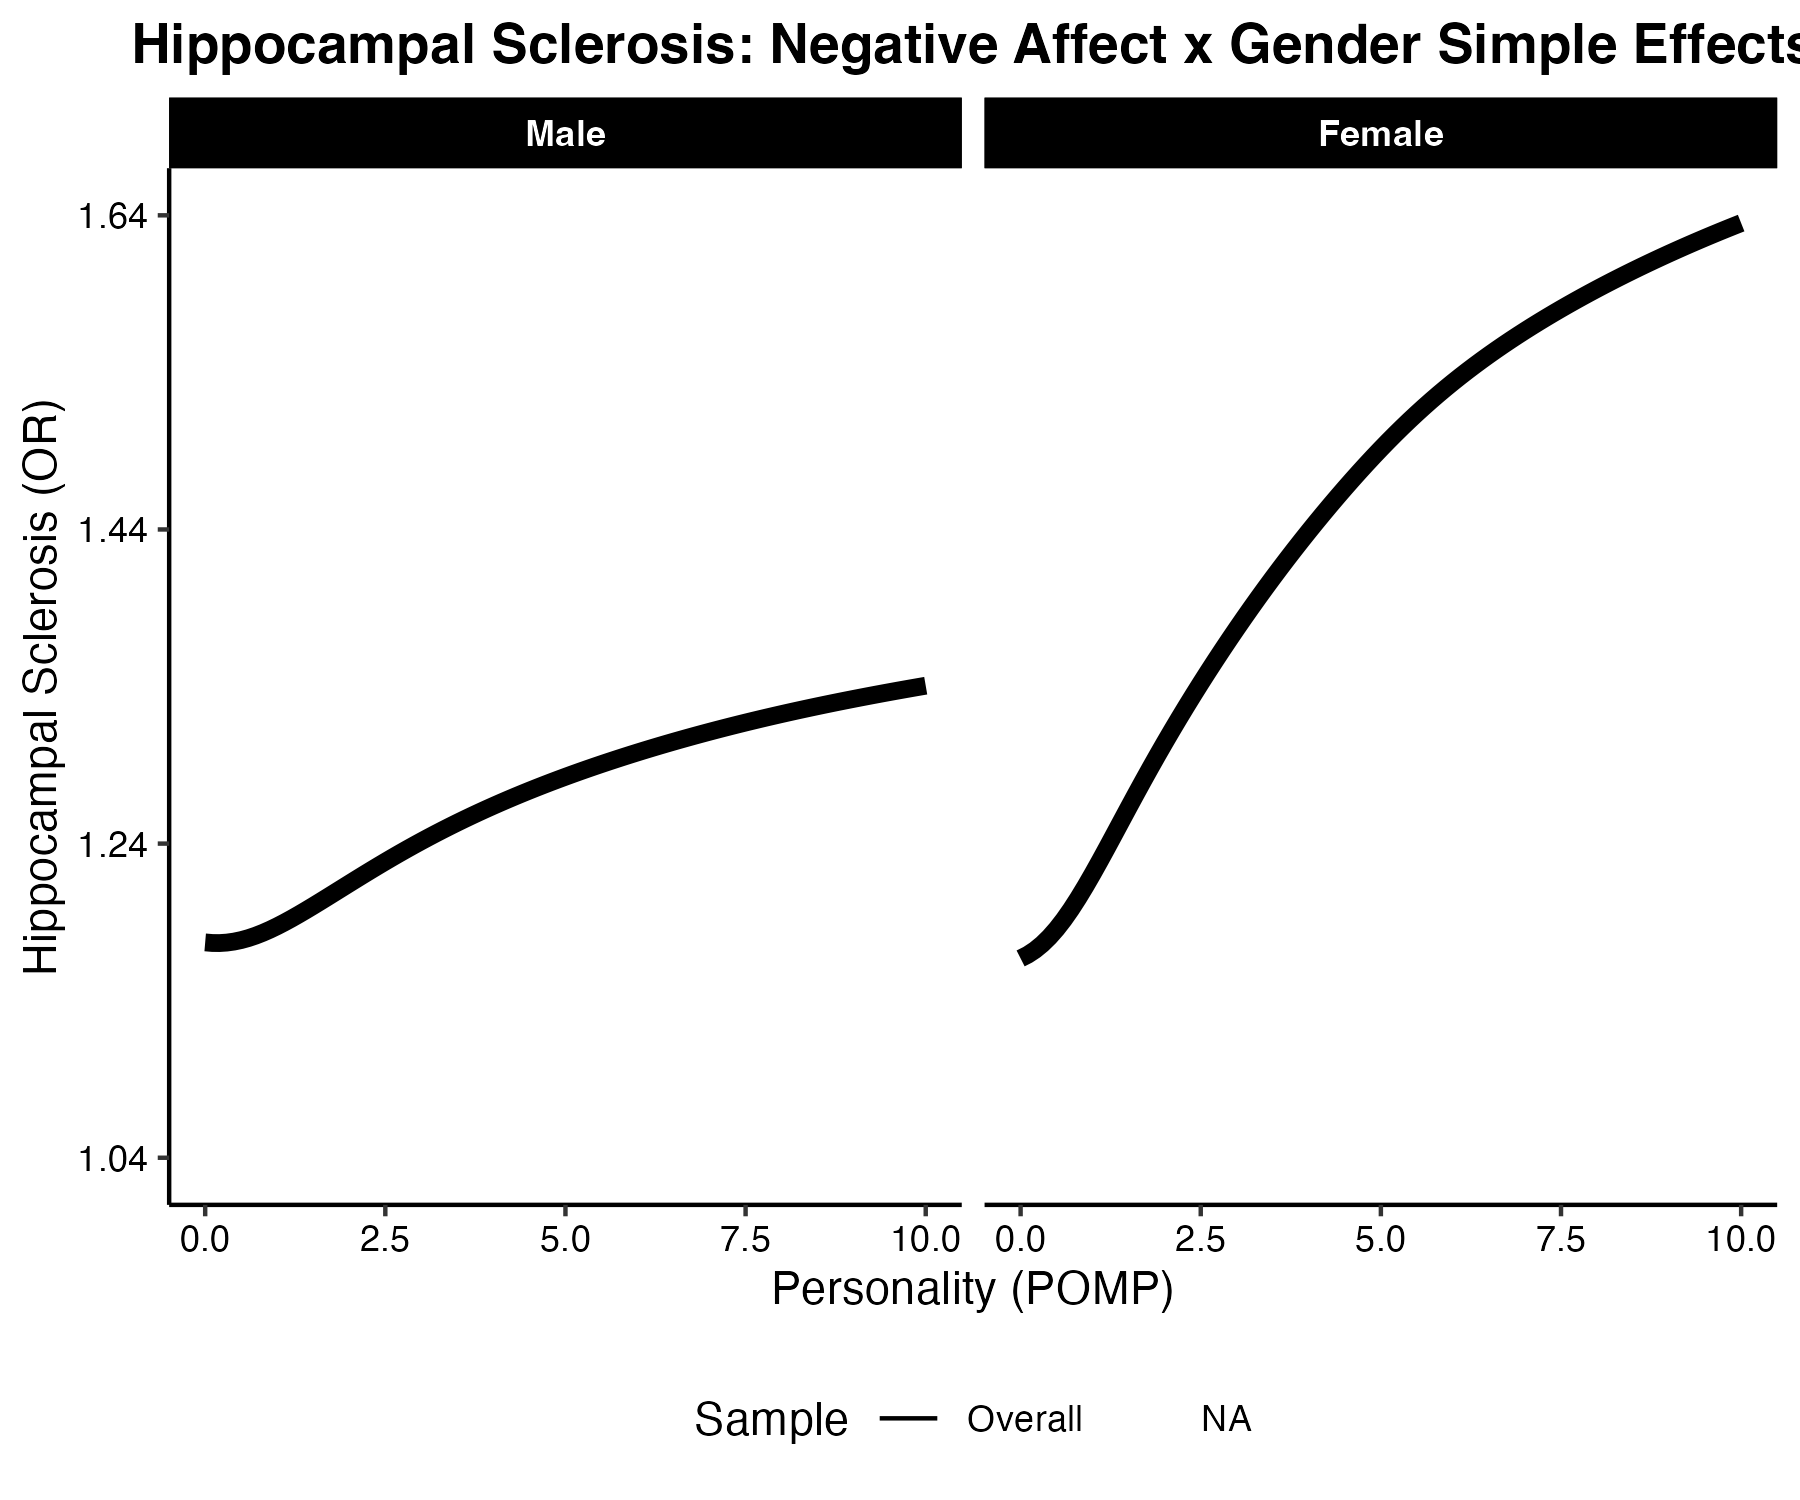 Hippocampal Sclerosis: Negative Affect x Gender Simple Effects
Male
Female
Hippocampal Sclerosis (OR)
1.64
1.44
1.24
1.04
0.0 2.5 5.0 7.5 10.0
0.0 2.5 5.0 7.5 10.0
Personality (POMP)
Sample Overall NA